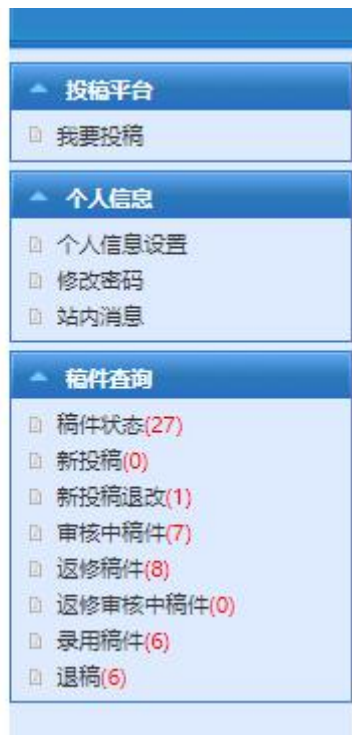 投稿平台
我要投稿
个人信息
个人信息设置
修改密码
站内消息
稿件查询
稿件状态(27)
新投稿(0)
新投稿退改(1)
审核中稿件(7)
返修稿件(8)
返修审核中稿件(0)
录用稿件(6)
退稿(6)